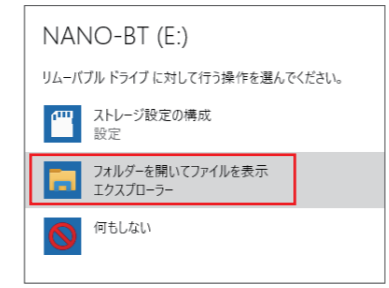 NANO-BT (E:)
リムーバブル ドライブ に対して行う操作を選んでください。
ストレージ設定の構成
設定
フォルダーを開いてファイルを表示
エクスプローラー
何もしない